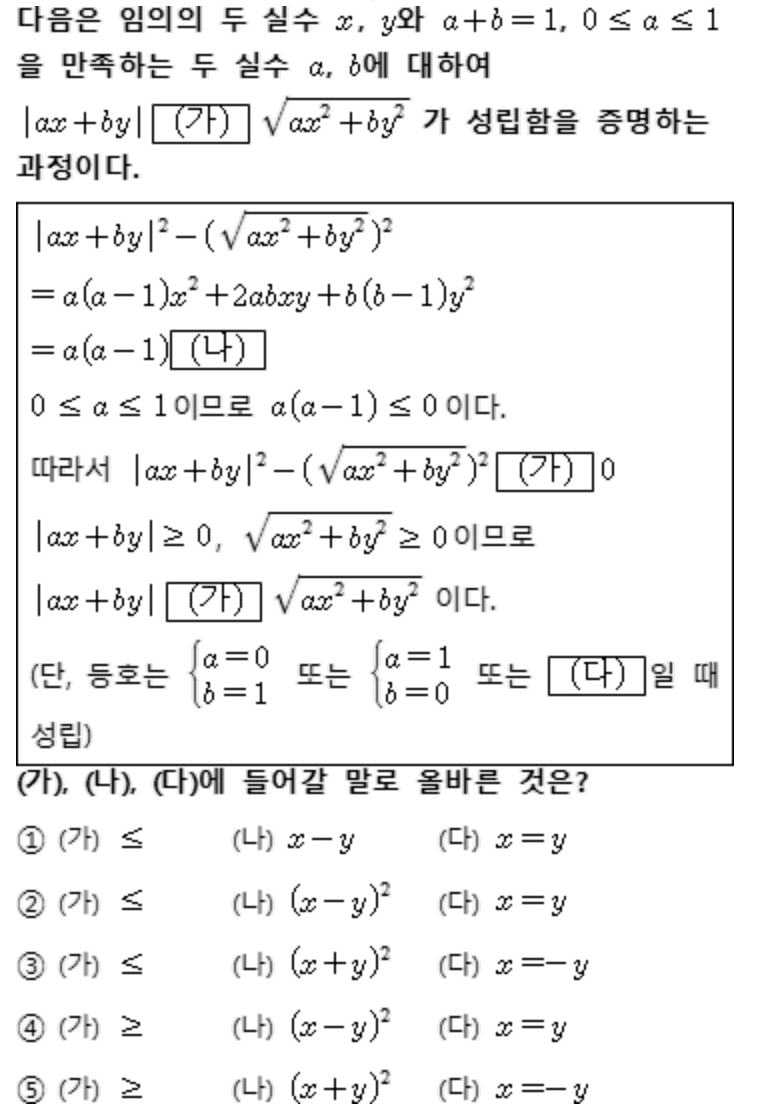 다음은 임의의 두 실수 x, y와 a+b=1, 0 ≤ a ≤ 1
을 만족하는 두 실수 a, b에 대하여
|ax+by| (가) √(ax²+by²) 가 성립함을 증명하는
과정이다.
|ax+by|²-(√(ax²+by²))²
=a(a-1)x²+2abxy+b(b-1)y²
=a(a-1) (나)
0 ≤ a ≤ 1이므로 a(a-1) ≤ 0이다.
따라서 |ax+by|²-(√(ax²+by²))² (가) 0
|ax+by| ≥ 0, √(ax²+by²) ≥ 0이므로
|ax+by| (가) √(ax²+by²) 이다.
(단, 등호는 {a=0, b=1 또는 {a=1, b=0 또는 (다) 일 때
성립)
(가), (나), (다)에 들어갈 말로 올바른 것은?
① (가) ≤ (나) x-y (다) x=y
② (가) ≤ (나) (x-y)² (다) x=y
③ (가) ≤ (나) (x+y)² (다) x=-y
④ (가) ≥ (나) (x-y)² (다) x=y
⑤ (가) ≥ (나) (x+y)² (다) x=-y